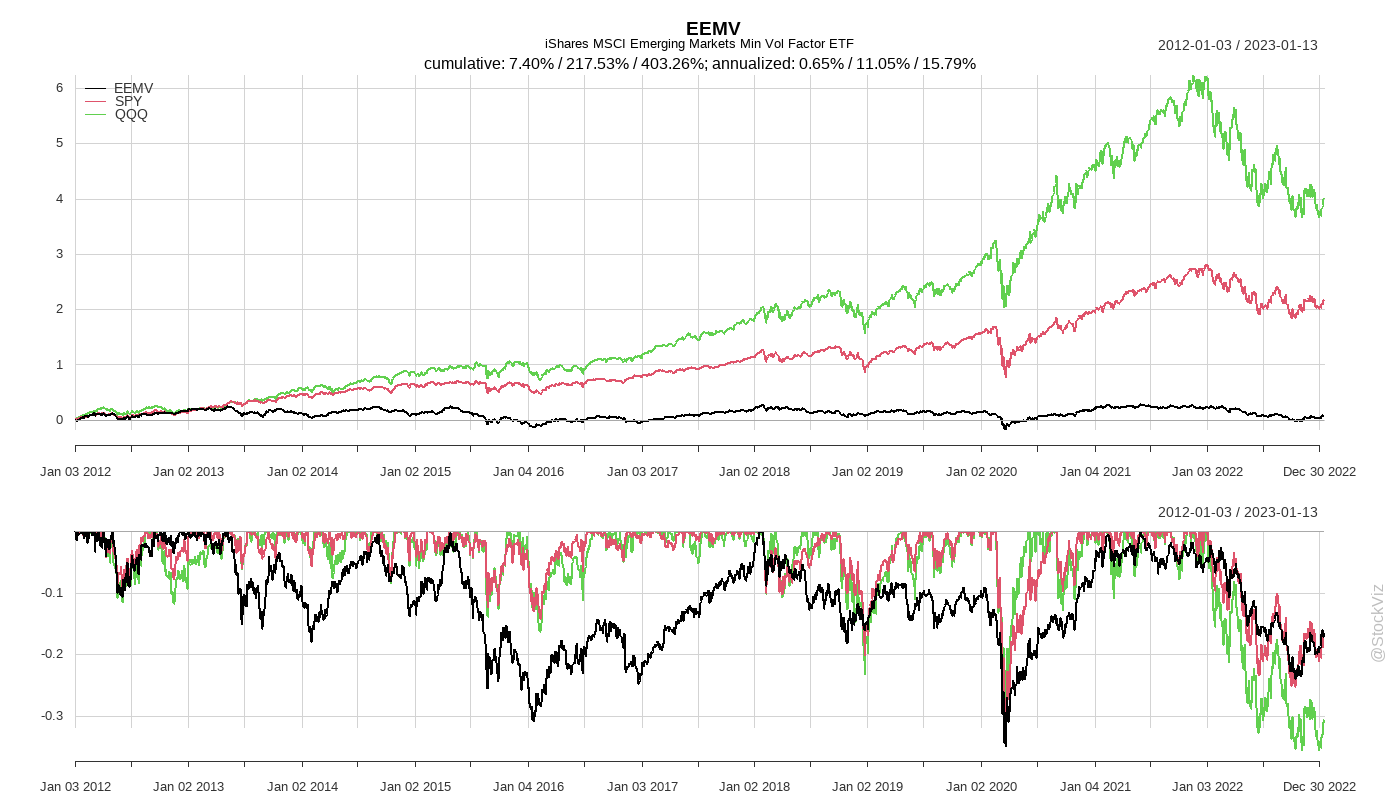 EEMV
iShares MSCI Emerging Markets Min Vol Factor ETF
2012-01-03 / 2023-01-13
cumulative: 7.40% / 217.53% / 403.26%; annualized: 0.65% / 11.05% / 15.79%
EEMV
SPY
QQQ
6
5
4
3
2
1
0
Jan 03 2012 Jan 02 2013 Jan 02 2014 Jan 02 2015 Jan 04 2016 Jan 03 2017 Jan 02 2018 Jan 02 2019 Jan 02 2020 Jan 04 2021 Jan 03 2022 Dec 30 2022
2012-01-03 / 2023-01-13
-0.1
-0.2
-0.3
Jan 03 2012 Jan 02 2013 Jan 02 2014 Jan 02 2015 Jan 04 2016 Jan 03 2017 Jan 02 2018 Jan 02 2019 Jan 02 2020 Jan 04 2021 Jan 03 2022 Dec 30 2022
@StockViz